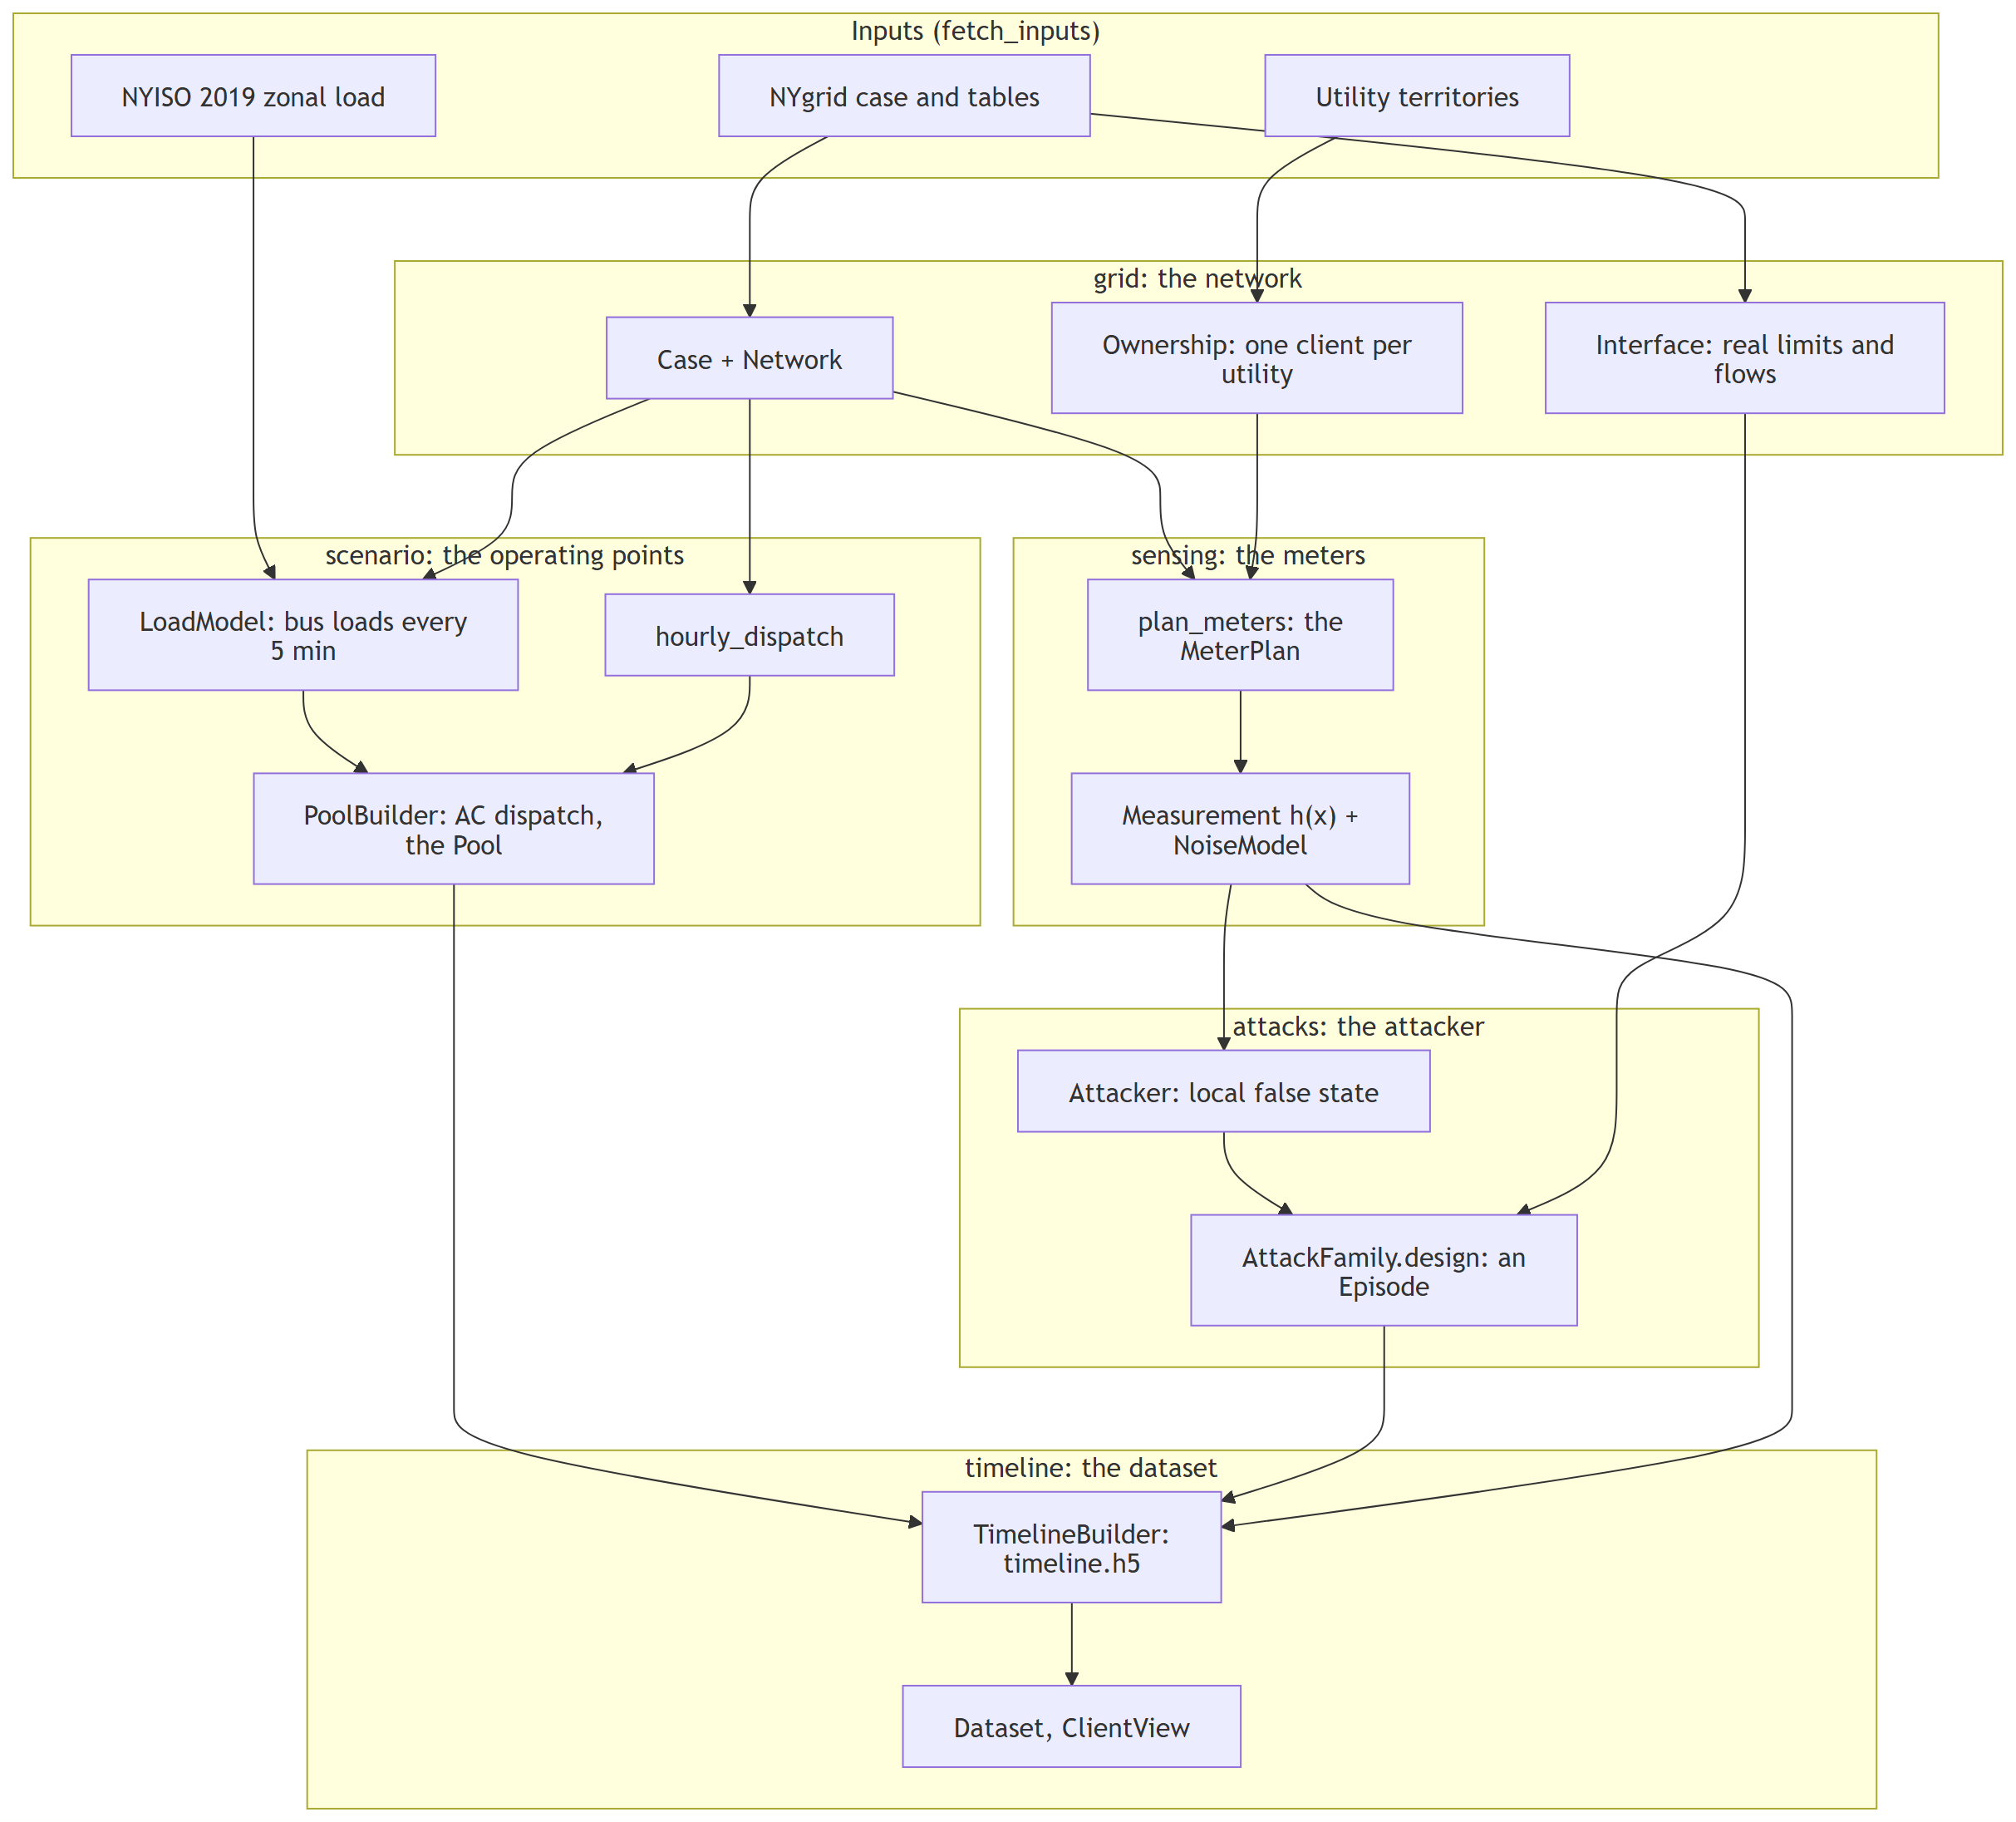 Inputs (fetch_inputs)
NYISO 2019 zonal load
NYgrid case and tables
Utility territories
grid: the network
Case + Network
Ownership: one client per
utility
Interface: real limits and
flows
scenario: the operating points
LoadModel: bus loads every
5 min
hourly_dispatch
PoolBuilder: AC dispatch,
the Pool
sensing: the meters
plan_meters: the
MeterPlan
Measurement h(x) +
NoiseModel
attacks: the attacker
Attacker: local false state
AttackFamily.design: an
Episode
timeline: the dataset
TimelineBuilder:
timeline.h5
Dataset, ClientView